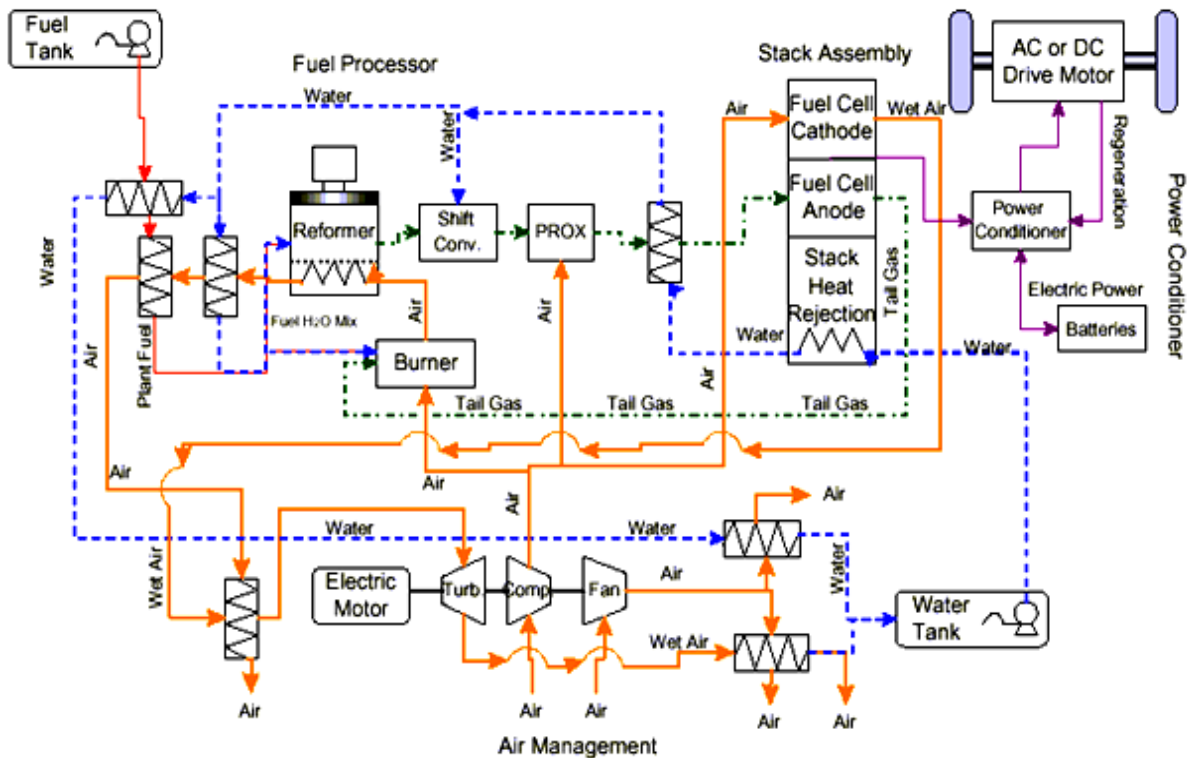 Fuel
Tank
Fuel Processor
Water
Stack Assembly
AC or DC
Drive Motor
Air
Fuel Cell
Cathode
Wet Air
Water
Regeneration
Power Conditioner
Reformer
Shift
Conv.
PROX
Fuel Cell
Anode
Power
Conditioner
Water
Stack
Heat
Rejection
Tail Gas
Electric Power
Batteries
Air
Air
Fuel H2O Mix
Water
Water
Air
Plant Fuel
Burner
Air
Tail Gas
Tail Gas
Tail Gas
Air
Air
Air
Air
Water
Water
Water
Wet Air
Electric
Motor
Turb.
Comp.
Fan
Air
Water
Tank
Wet Air
Air
Air
Air
Air
Air
Air Management